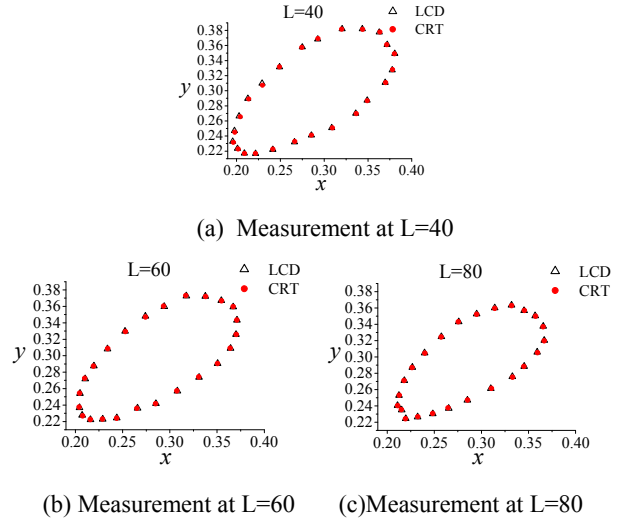 L=40
LCD
CRT
0.38
0.36
0.34
0.32
0.30
0.28
0.26
0.24
0.22
y
0.20 0.25 0.30 0.35 0.40
x
(a) Measurement at L=40
L=60
LCD
CRT
0.38
0.36
0.34
0.32
0.30
0.28
0.26
0.24
0.22
y
0.20 0.25 0.30 0.35 0.40
x
(b) Measurement at L=60
L=80
LCD
CRT
0.38
0.36
0.34
0.32
0.30
0.28
0.26
0.24
0.22
y
0.20 0.25 0.30 0.35 0.40
x
(c)Measurement at L=80